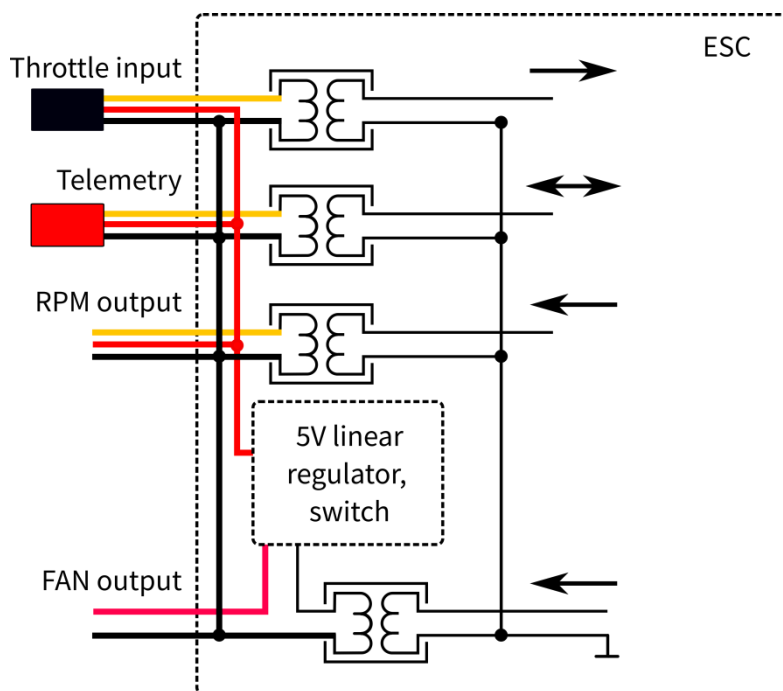 ESC
Throttle input
Telemetry
RPM output
5V linear
regulator,
switch
FAN output